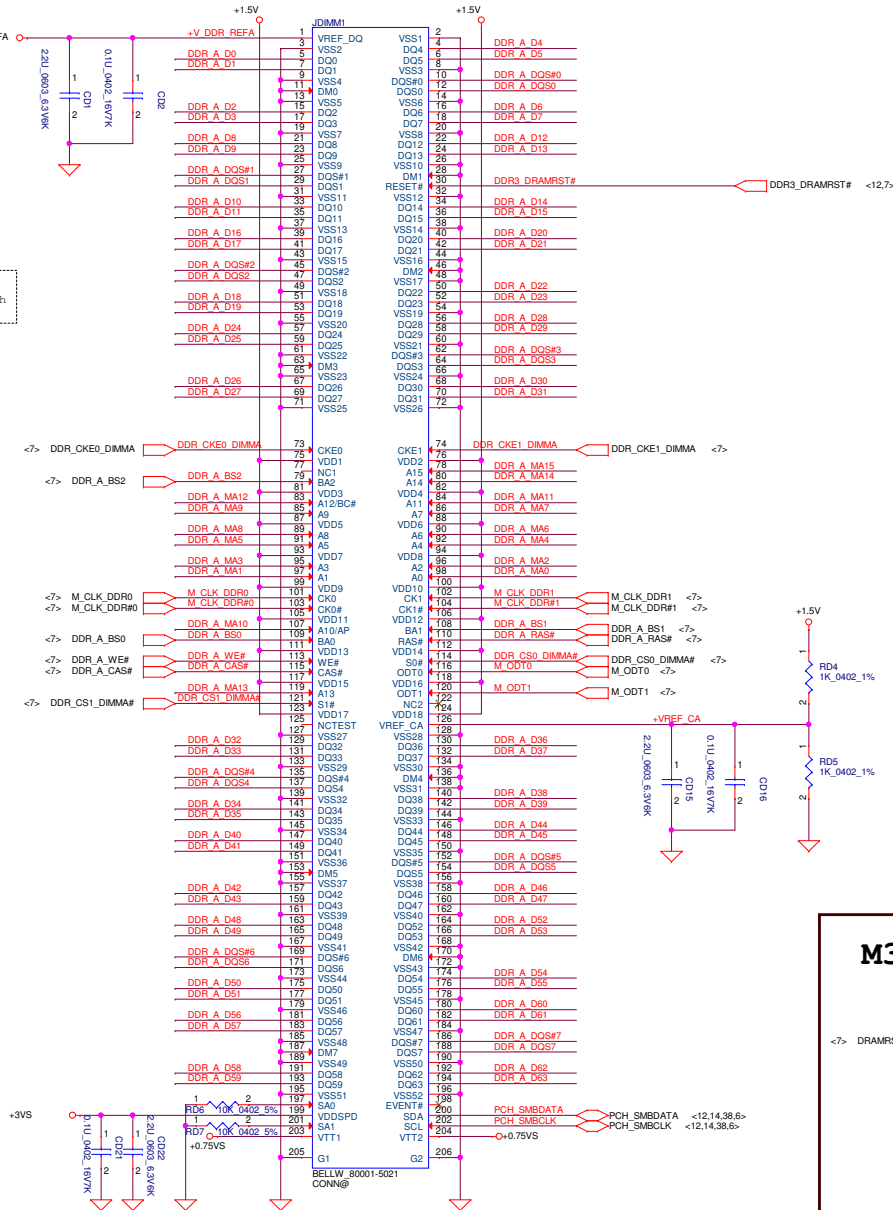 +1.5V
+1.5V
JDIMM1
+V_DDR_REFA 1 VREF_DQ VSS1 2
3 VSS2 DQ4 4 DDR_A_D4
DDR_A_D0 5 DQ0 DQ5 6 DDR_A_D5
DDR_A_D1 7 DQ1 VSS3 8
9 VSS4 DQS#0 10 DDR_A_DQS#0
11 DM0 DQS0 12 DDR_A_DQS0
13 VSS5 VSS6 14
DDR_A_D2 15 DQ2 DQ6 16 DDR_A_D6
DDR_A_D3 17 DQ3 DQ7 18 DDR_A_D7
19 VSS7 VSS8 20
DDR_A_D8 21 DQ8 DQ12 22 DDR_A_D12
DDR_A_D9 23 DQ9 DQ13 24 DDR_A_D13
25 VSS9 VSS10 26
DDR_A_DQS#1 27 DQS#1 DM1 28
DDR_A_DQS1 29 DQS1 RESET# 30 DDR3_DRAMRST# DDR3_DRAMRST# <12,7>
31 VSS11 VSS12 32
DDR_A_D10 33 DQ10 DQ14 34 DDR_A_D14
DDR_A_D11 35 DQ11 DQ15 36 DDR_A_D15
37 VSS13 VSS14 38
DDR_A_D16 39 DQ16 DQ20 40 DDR_A_D20
DDR_A_D17 41 DQ17 DQ21 42 DDR_A_D21
43 VSS15 VSS16 44
DDR_A_DQS#2 45 DQS#2 DM2 46
DDR_A_DQS2 47 DQS2 VSS17 48
49 VSS18 DQ22 50 DDR_A_D22
DDR_A_D18 51 DQ18 DQ23 52 DDR_A_D23
DDR_A_D19 53 DQ19 VSS19 54
55 VSS20 DQ28 56 DDR_A_D28
DDR_A_D24 57 DQ24 DQ29 58 DDR_A_D29
DDR_A_D25 59 DQ25 VSS21 60
61 VSS22 DQS#3 62 DDR_A_DQS#3
63 DM3 DQS3 64 DDR_A_DQS3
65 VSS23 VSS24 66
DDR_A_D26 67 DQ26 DQ30 68 DDR_A_D30
DDR_A_D27 69 DQ27 DQ31 70 DDR_A_D31
71 VSS25 VSS26 72
<7> DDR_CKE0_DIMMA DDR_CKE0_DIMMA 73 CKE0 CKE1 74 DDR_CKE1_DIMMA DDR_CKE1_DIMMA <7>
75 VDD1 VDD2 76
77 NC1 A15 78 DDR_A_MA15
<7> DDR_A_BS2 DDR_A_BS2 79 BA2 A14 80 DDR_A_MA14
81 VDD3 VDD4 82
DDR_A_MA12 83 A12/BC# A11 84 DDR_A_MA11
DDR_A_MA9 85 A9 A7 86 DDR_A_MA7
87 VDD5 VDD6 88
DDR_A_MA8 89 A8 A6 90 DDR_A_MA6
DDR_A_MA5 91 A5 A4 92 DDR_A_MA4
93 VDD7 VDD8 94
DDR_A_MA3 95 A3 A2 96 DDR_A_MA2
DDR_A_MA1 97 A1 A0 98 DDR_A_MA0
99 VDD9 VDD10 100
<7> M_CLK_DDR0 M_CLK_DDR0 101 CK0 CK1 102 M_CLK_DDR1 M_CLK_DDR1 <7>
<7> M_CLK_DDR#0 M_CLK_DDR#0 103 CK0# CK1# 104 M_CLK_DDR#1 M_CLK_DDR#1 <7>
105 VDD11 VDD12 106
DDR_A_MA10 107 A10/AP BA1 108 DDR_A_BS1 DDR_A_BS1 <7>
<7> DDR_A_BS0 DDR_A_BS0 109 BA0 RAS# 110 DDR_A_RAS# DDR_A_RAS# <7>
111 VDD13 VDD14 112
<7> DDR_A_WE# DDR_A_WE# 113 WE# S0# 114 DDR_CS0_DIMMA# DDR_CS0_DIMMA# <7>
<7> DDR_A_CAS# DDR_A_CAS# 115 CAS# ODT0 116 M_ODT0 M_ODT0 <7>
117 VDD15 VDD16 118
DDR_A_MA13 119 A13 ODT1 120 M_ODT1 M_ODT1 <7>
<7> DDR_CS1_DIMMA# DDR_CS1_DIMMA# 121 S1# NC2 122
123 VDD17 VDD18 124
125 NCTEST VREF_CA 126 +VREF_CA
127 VSS27 VSS28 128
DDR_A_D32 129 DQ32 DQ36 130 DDR_A_D36
DDR_A_D33 131 DQ33 DQ37 132 DDR_A_D37
133 VSS29 VSS30 134
DDR_A_DQS#4 135 DQS#4 DM4 136
DDR_A_DQS4 137 DQS4 VSS31 138
139 VSS32 DQ38 140 DDR_A_D38
DDR_A_D34 141 DQ34 DQ39 142 DDR_A_D39
DDR_A_D35 143 DQ35 VSS33 144
145 VSS34 DQ44 146 DDR_A_D44
DDR_A_D40 147 DQ40 DQ45 148 DDR_A_D45
DDR_A_D41 149 DQ41 VSS35 150
151 VSS36 DQS#5 152 DDR_A_DQS#5
153 DM5 DQS5 154 DDR_A_DQS5
155 VSS37 VSS38 156
DDR_A_D42 157 DQ42 DQ46 158 DDR_A_D46
DDR_A_D43 159 DQ43 DQ47 160 DDR_A_D47
161 VSS39 VSS40 162
DDR_A_D48 163 DQ48 DQ52 164 DDR_A_D52
DDR_A_D49 165 DQ49 DQ53 166 DDR_A_D53
167 VSS41 VSS42 168
DDR_A_DQS#6 169 DQS#6 DM6 170
DDR_A_DQS6 171 DQS6 VSS43 172
173 VSS44 DQ54 174 DDR_A_D54
DDR_A_D50 175 DQ50 DQ55 176 DDR_A_D55
DDR_A_D51 177 DQ51 VSS45 178
179 VSS46 DQ60 180 DDR_A_D60
DDR_A_D56 181 DQ56 DQ61 182 DDR_A_D61
DDR_A_D57 183 DQ57 VSS47 184
185 VSS48 DQS#7 186 DDR_A_DQS#7
187 DM7 DQS7 188 DDR_A_DQS7
189 VSS49 VSS50 190
DDR_A_D58 191 DQ58 DQ62 192 DDR_A_D62
DDR_A_D59 193 DQ59 DQ63 194 DDR_A_D63
195 VSS51 VSS52 196
1 2 197 SA0 EVENT# 198
RD6 10K_0402_5%
+3VS 199 VDDSPD SDA 200 PCH_SMBDATA PCH_SMBDATA <12,14,38,6>
1 2 201 SA1 SCL 202 PCH_SMBCLK PCH_SMBCLK <12,14,38,6>
RD7 10K_0402_5%
+0.75VS 203 VTT1 VTT2 204 +0.75VS
205 G1 G2 206
BELLW_80001-5021
CONN@
FA
2.2U_0603_6.3V6K
1
2
CD1
0.1U_0402_16V7K
1
2
CD2
h
+1.5V
1
2
RD4
1K_0402_1%
1
2
RD5
1K_0402_1%
2.2U_0603_6.3V6K
1
2
CD15
0.1U_0402_16V7K
1
2
CD16
0.1U_0402_16V7K
1
2
CD21
2.2U_0603_6.3V6K
1
2
CD22
M3
<7> DRAMRS